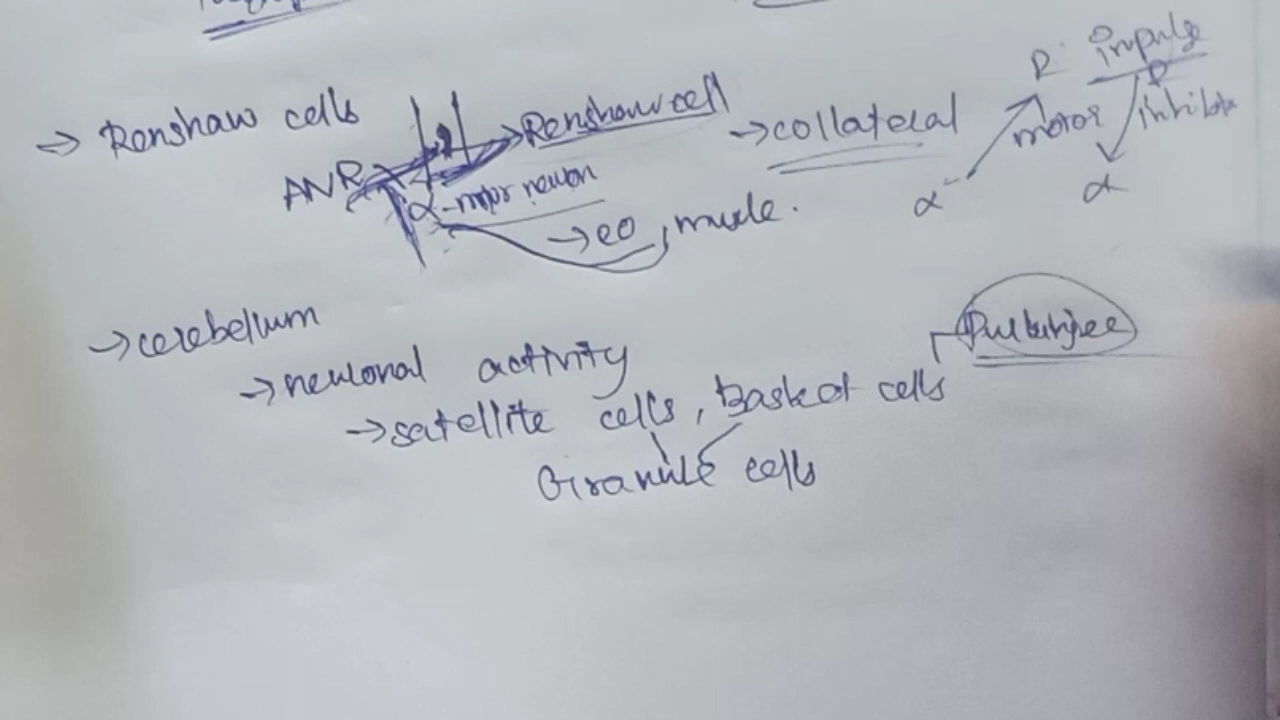 → Renshaw cells
→ Renshaw cell
→ collateral
R impulse
motor
R
inhibit
α
α
ANR
α-motor neuron
→ eo, muscle.
→ cerebellum
→ neuronal activity
Purkinjee
→ satellite cells, Basket cells
Granule cells